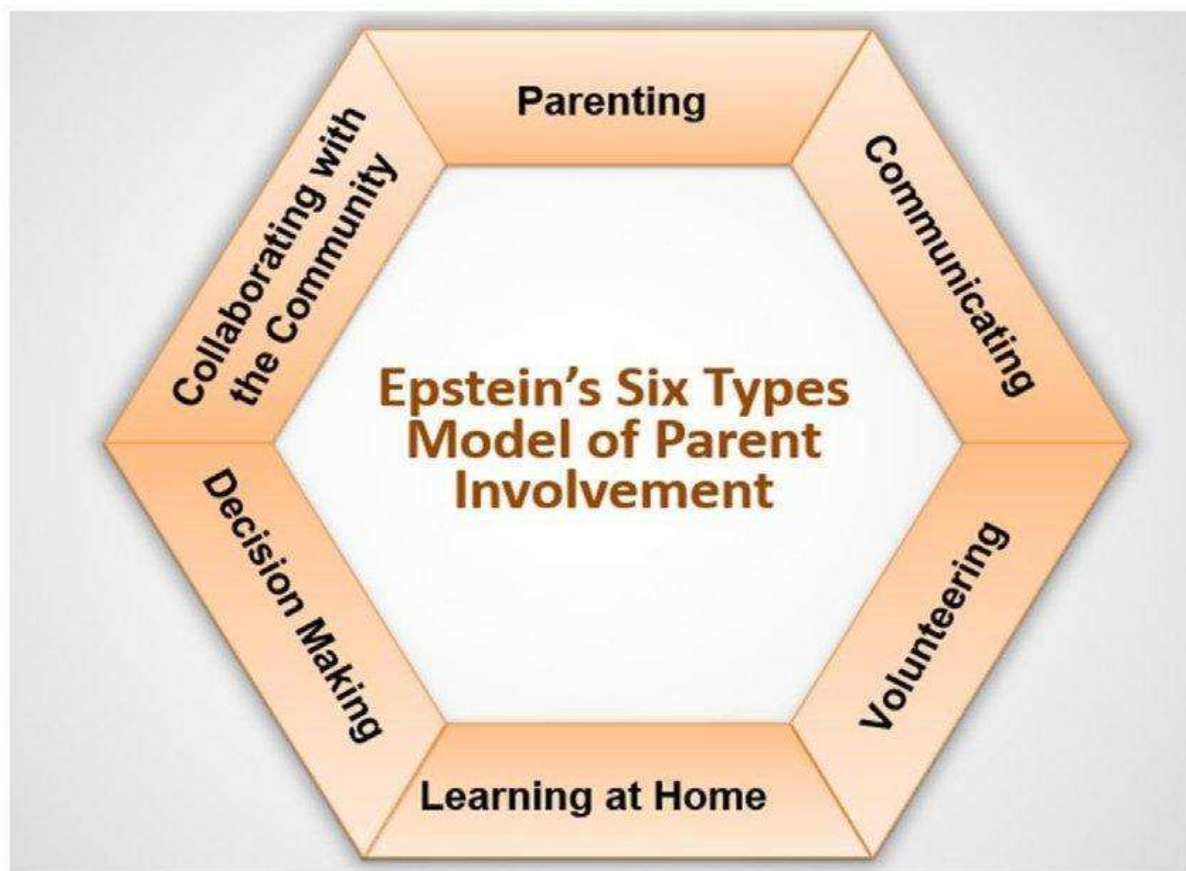 Parenting
Communicating
Volunteering
Learning at Home
Decision Making
Collaborating with
the Community
Epstein’s Six Types
Model of Parent
Involvement